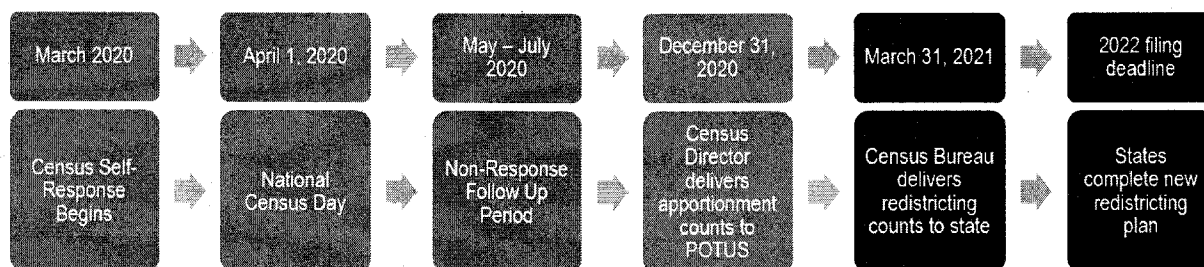 March 2020
April 1, 2020
May – July
2020
December 31,
2020
March 31, 2021
2022 filing
deadline
Census Self-
Response
Begins
National
Census Day
Non-Response
Follow Up
Period
Census
Director
delivers
apportionment
counts to
POTUS
Census Bureau
delivers
redistricting
counts to state
States
complete new
redistricting
plan